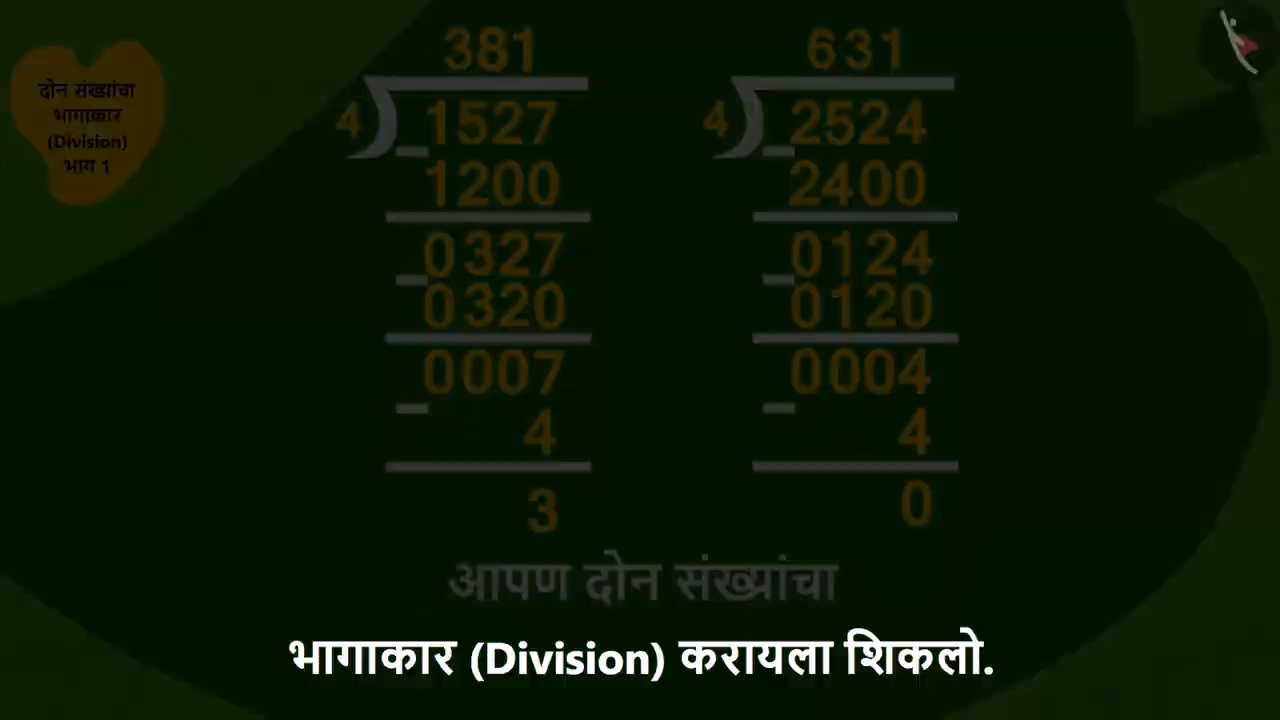 दोन संख्यांचा
भागाकार
(Division)
भाग 1
381
4)1527
1200
0327
0320
0007
4
3
631
4)2524
2400
0124
0120
0004
4
0
आपण दोन संख्यांचा
भागाकार (Division) करायला शिकलो.